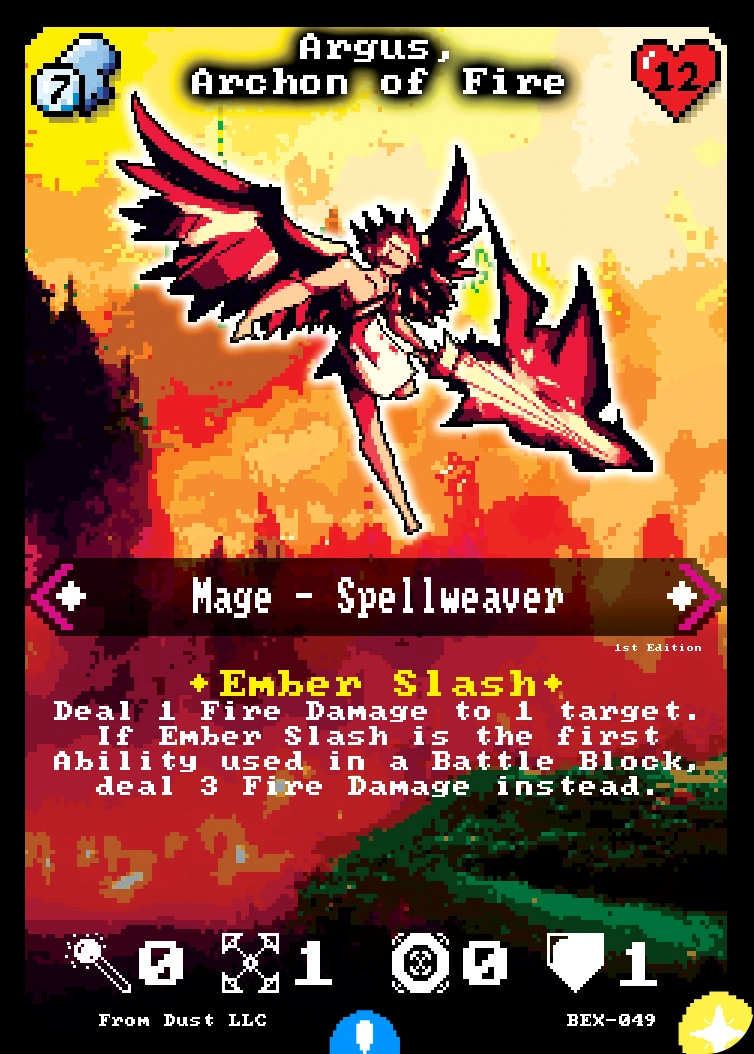 7
Argus,
Archon of Fire
12
Mage - Spellweaver
1st Edition
Ember Slash
Deal 1 Fire Damage to 1 target.
If Ember Slash is the first
Ability used in a Battle Block,
deal 3 Fire Damage instead.
0 1 0 1
From Dust LLC BEX-049